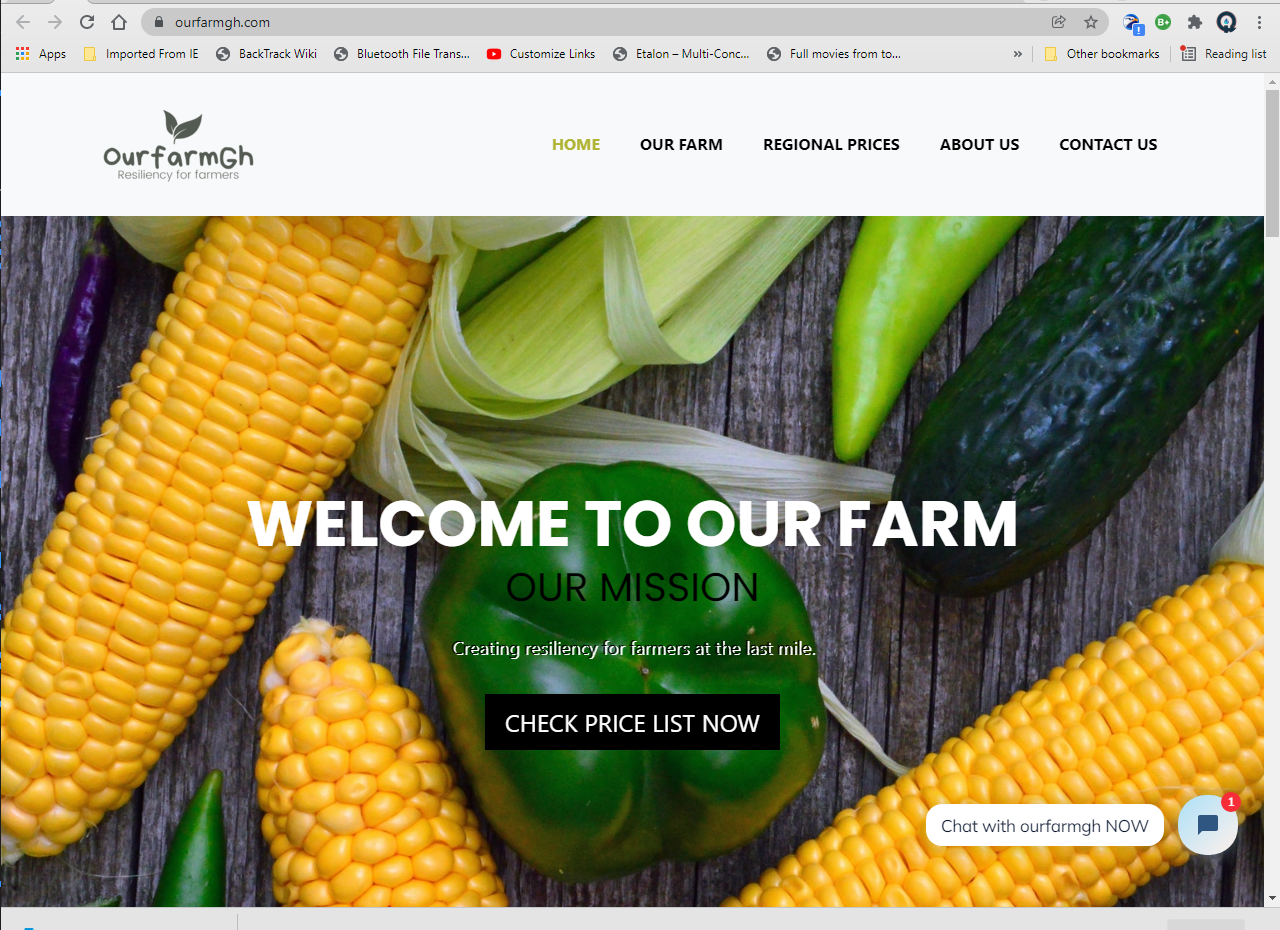 ourfarmgh.com
Apps Imported From IE BackTrack Wiki Bluetooth File Trans... Customize Links Etalon – Multi-Conc... Full movies from to... » Other bookmarks Reading list
OurfarmGh
Resiliency for farmers
HOME OUR FARM REGIONAL PRICES ABOUT US CONTACT US
WELCOME TO OUR FARM
OUR MISSION
Creating resiliency for farmers at the last mile.
CHECK PRICE LIST NOW
Chat with ourfarmgh NOW
1